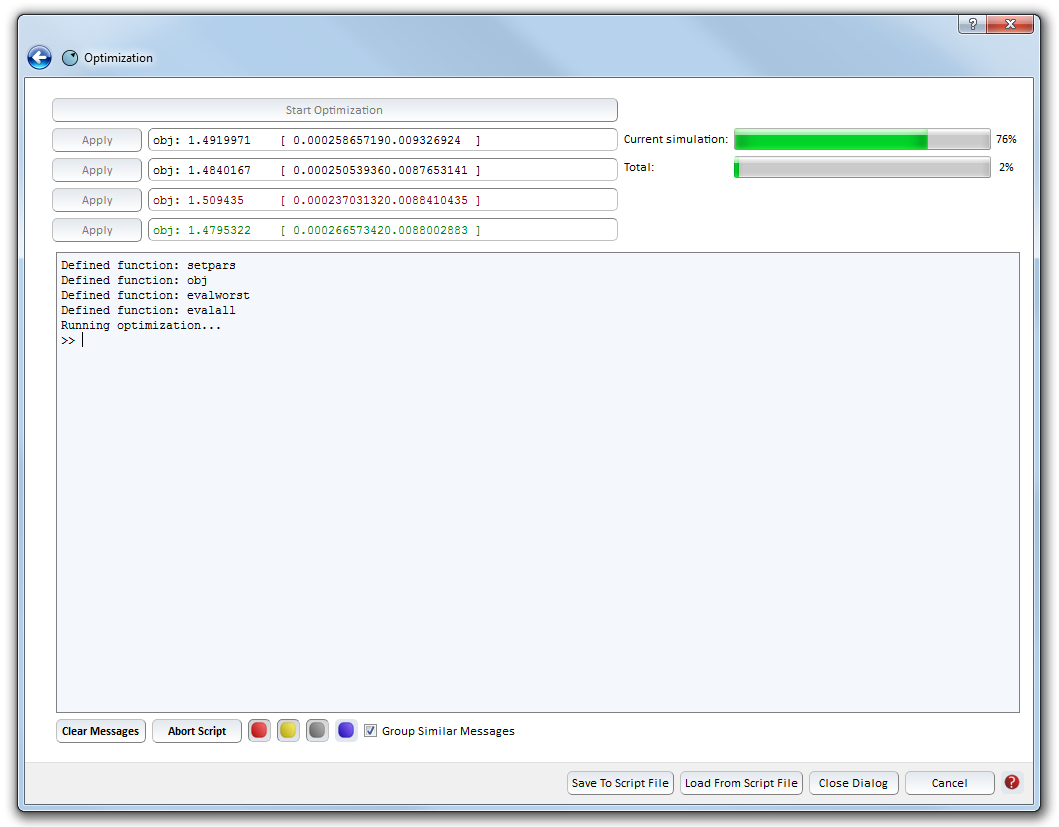 ?
Optimization
Start Optimization
Apply obj: 1.4919971 [ 0.000258657190.009326924 ] Current simulation: 76%
Apply obj: 1.4840167 [ 0.000250539360.0087653141 ] Total: 2%
Apply obj: 1.509435 [ 0.000237031320.0088410435 ]
Apply obj: 1.4795322 [ 0.000266573420.0088002883 ]
Defined function: setpars
Defined function: obj
Defined function: evalworst
Defined function: evalall
Running optimization...
>>
Clear Messages Abort Script Group Similar Messages
Save To Script File Load From Script File Close Dialog Cancel ?